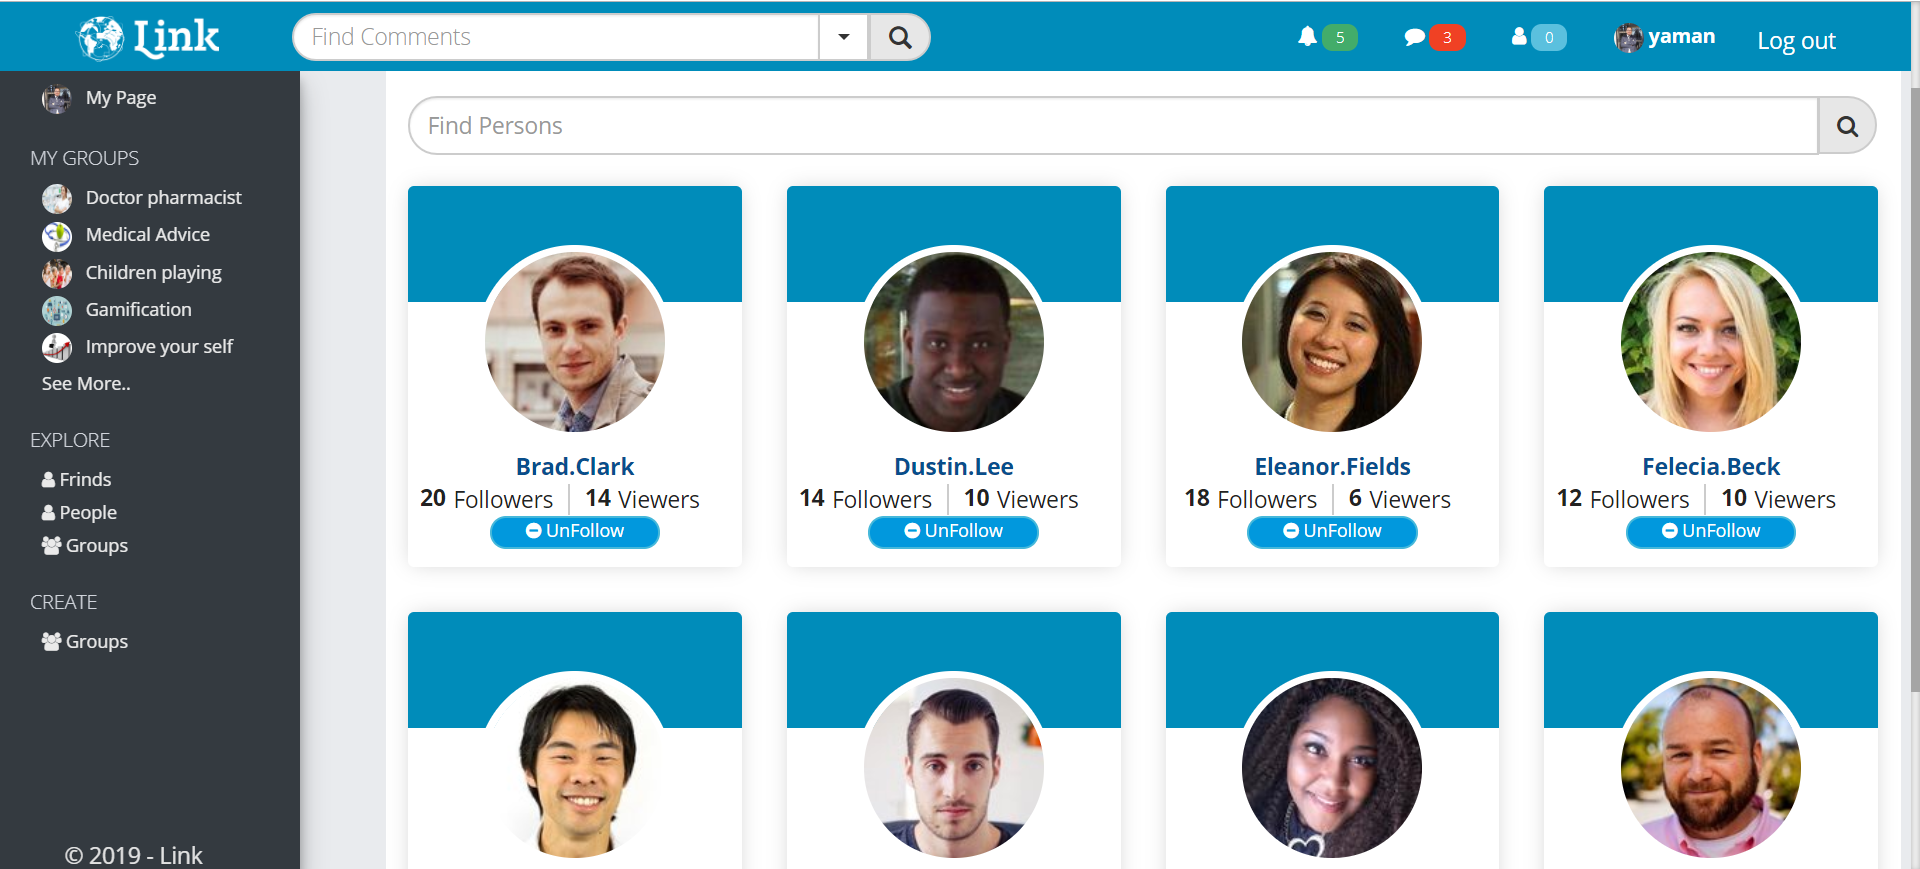 Link
Find Comments
5
3
0
yaman
Log out
My Page
MY GROUPS
Doctor pharmacist
Medical Advice
Children playing
Gamification
Improve your self
See More..
EXPLORE
Frinds
People
Groups
CREATE
Groups
© 2019 - Link
Find Persons
Brad.Clark
20 Followers 14 Viewers
UnFollow
Dustin.Lee
14 Followers 10 Viewers
UnFollow
Eleanor.Fields
18 Followers 6 Viewers
UnFollow
Felecia.Beck
12 Followers 10 Viewers
UnFollow